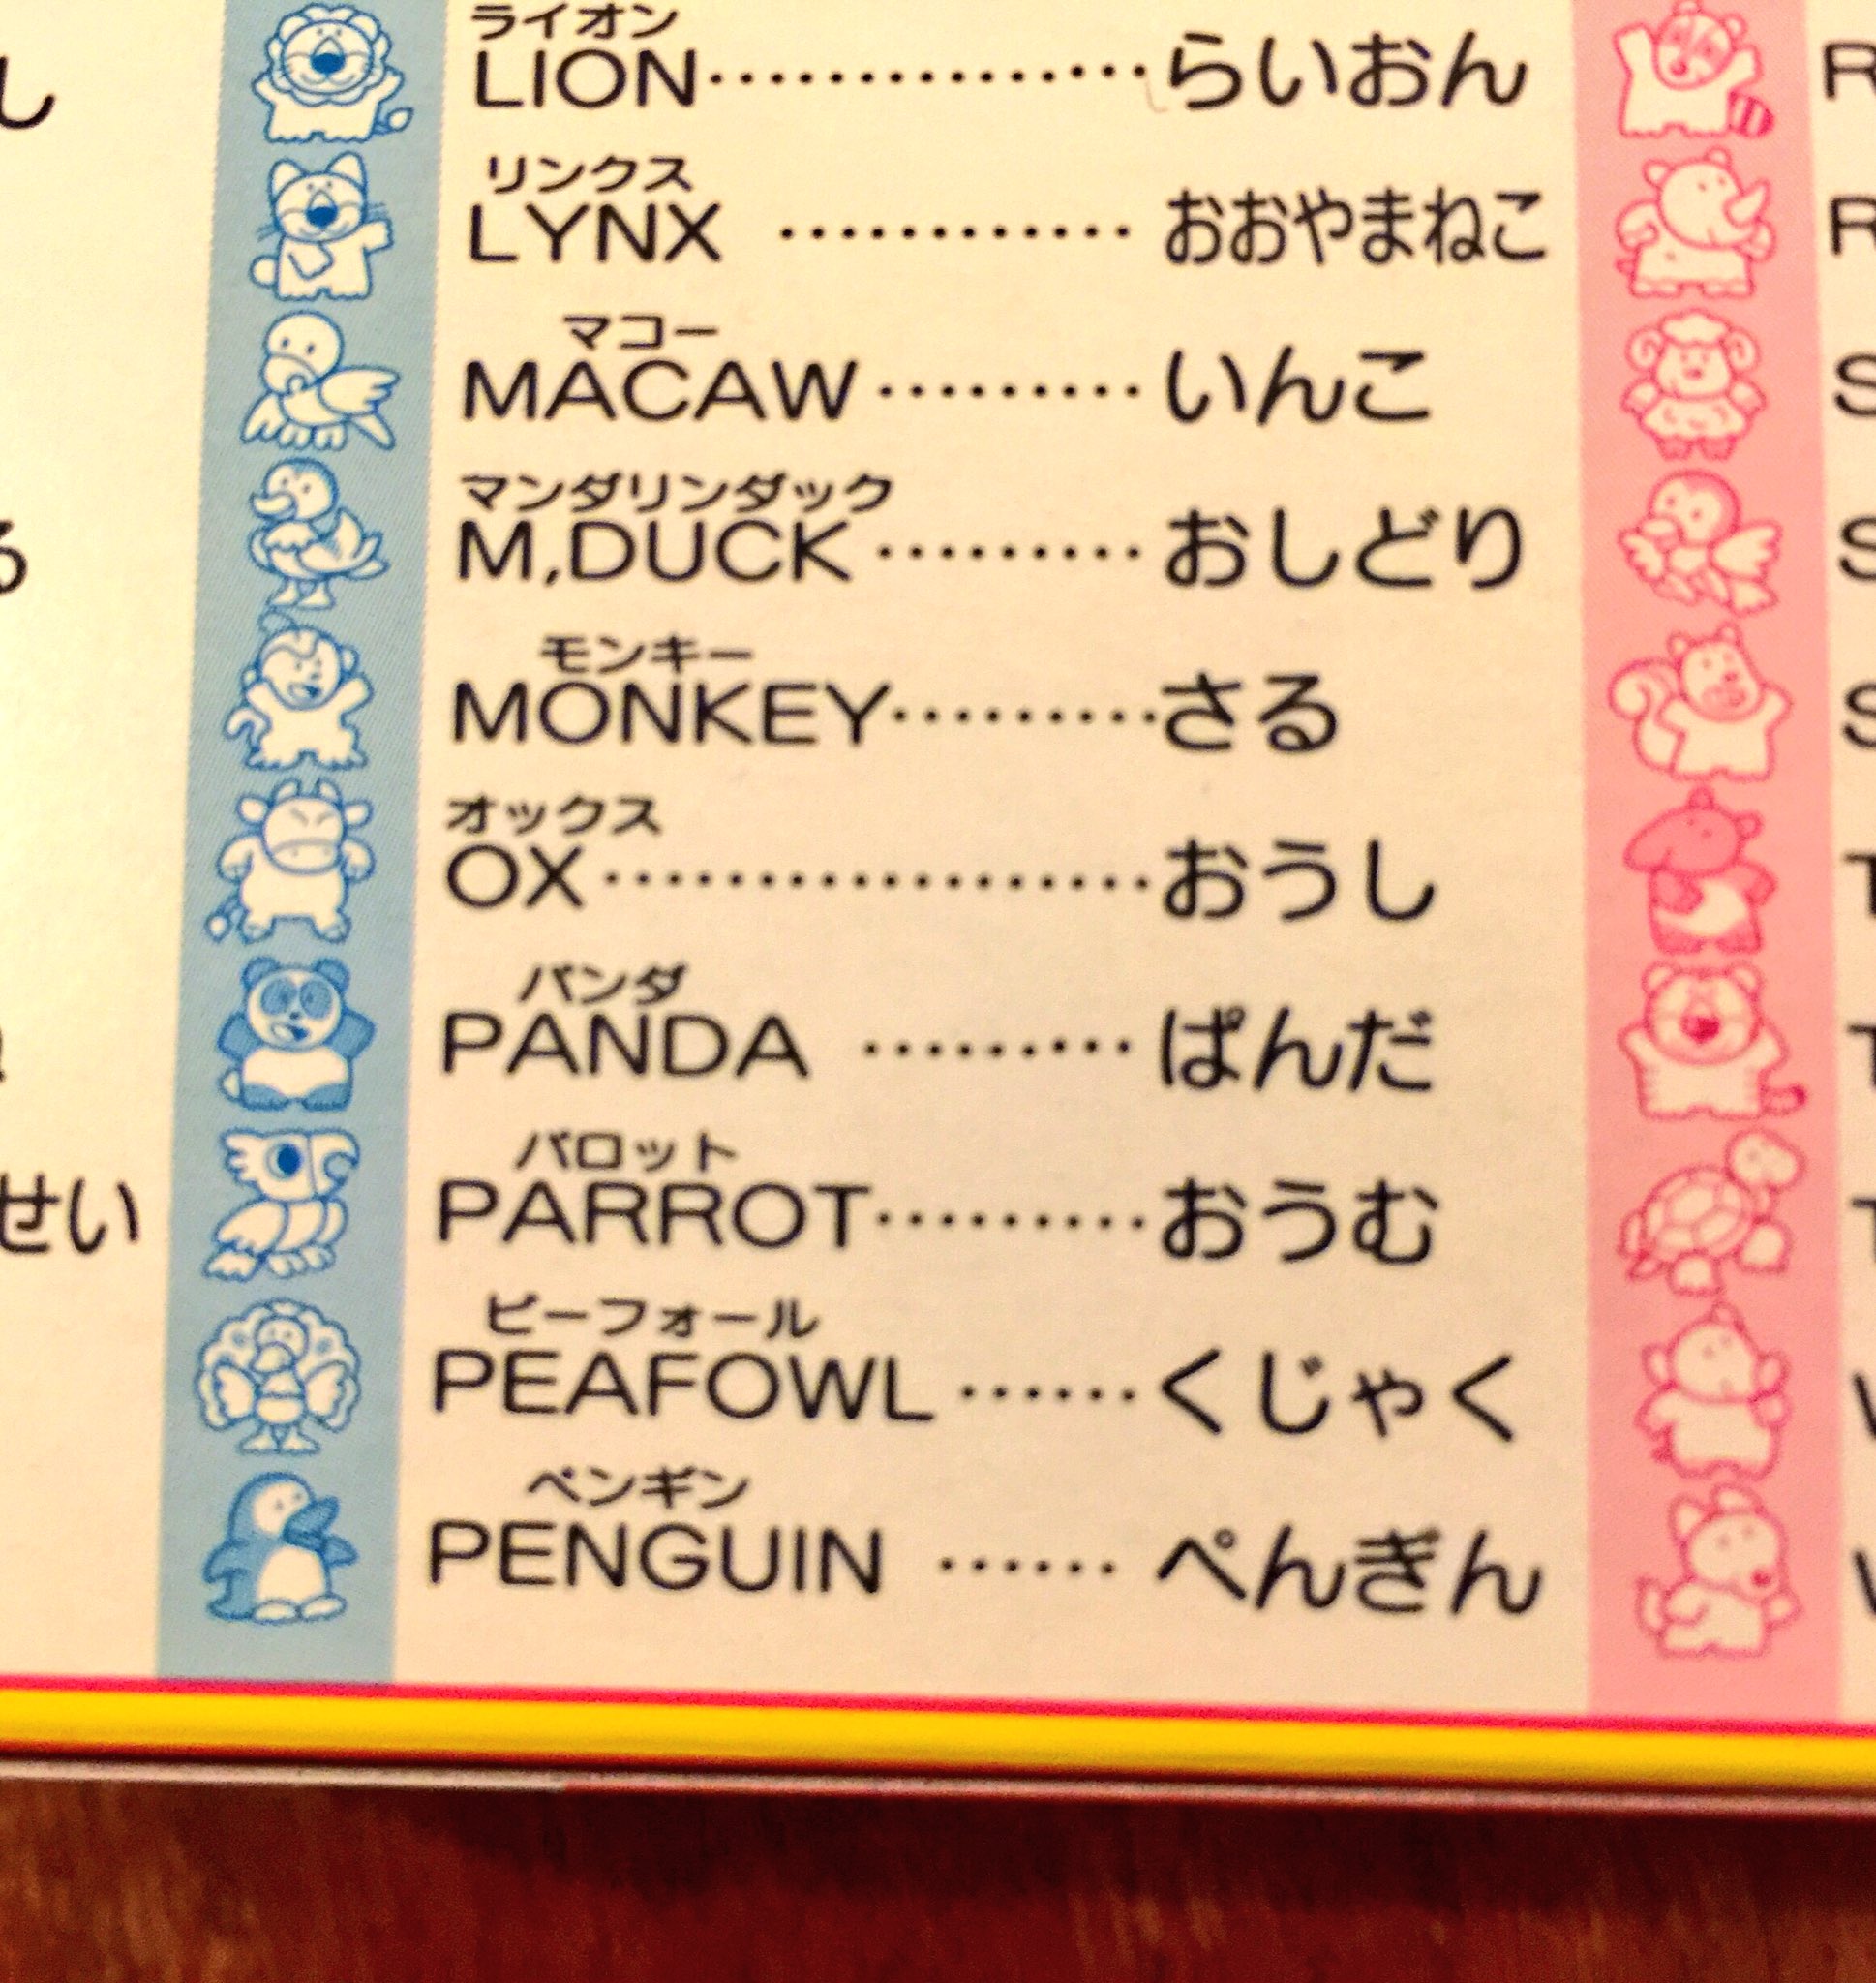 し
る
せい
ライオン
LION……………らいおん
リンクス
LYNX …………おおやまねこ
マコー
MACAW………いんこ
マンダリンダック
M,DUCK………おしどり
モンキー
MONKEY………さる
オックス
OX………………おうし
パンダ
PANDA ………ぱんだ
パロット
PARROT………おうむ
ピーフォール
PEAFOWL……くじゃく
ペンギン
PENGUIN ……ぺんぎん
R
R
S
S
S
T
T
T